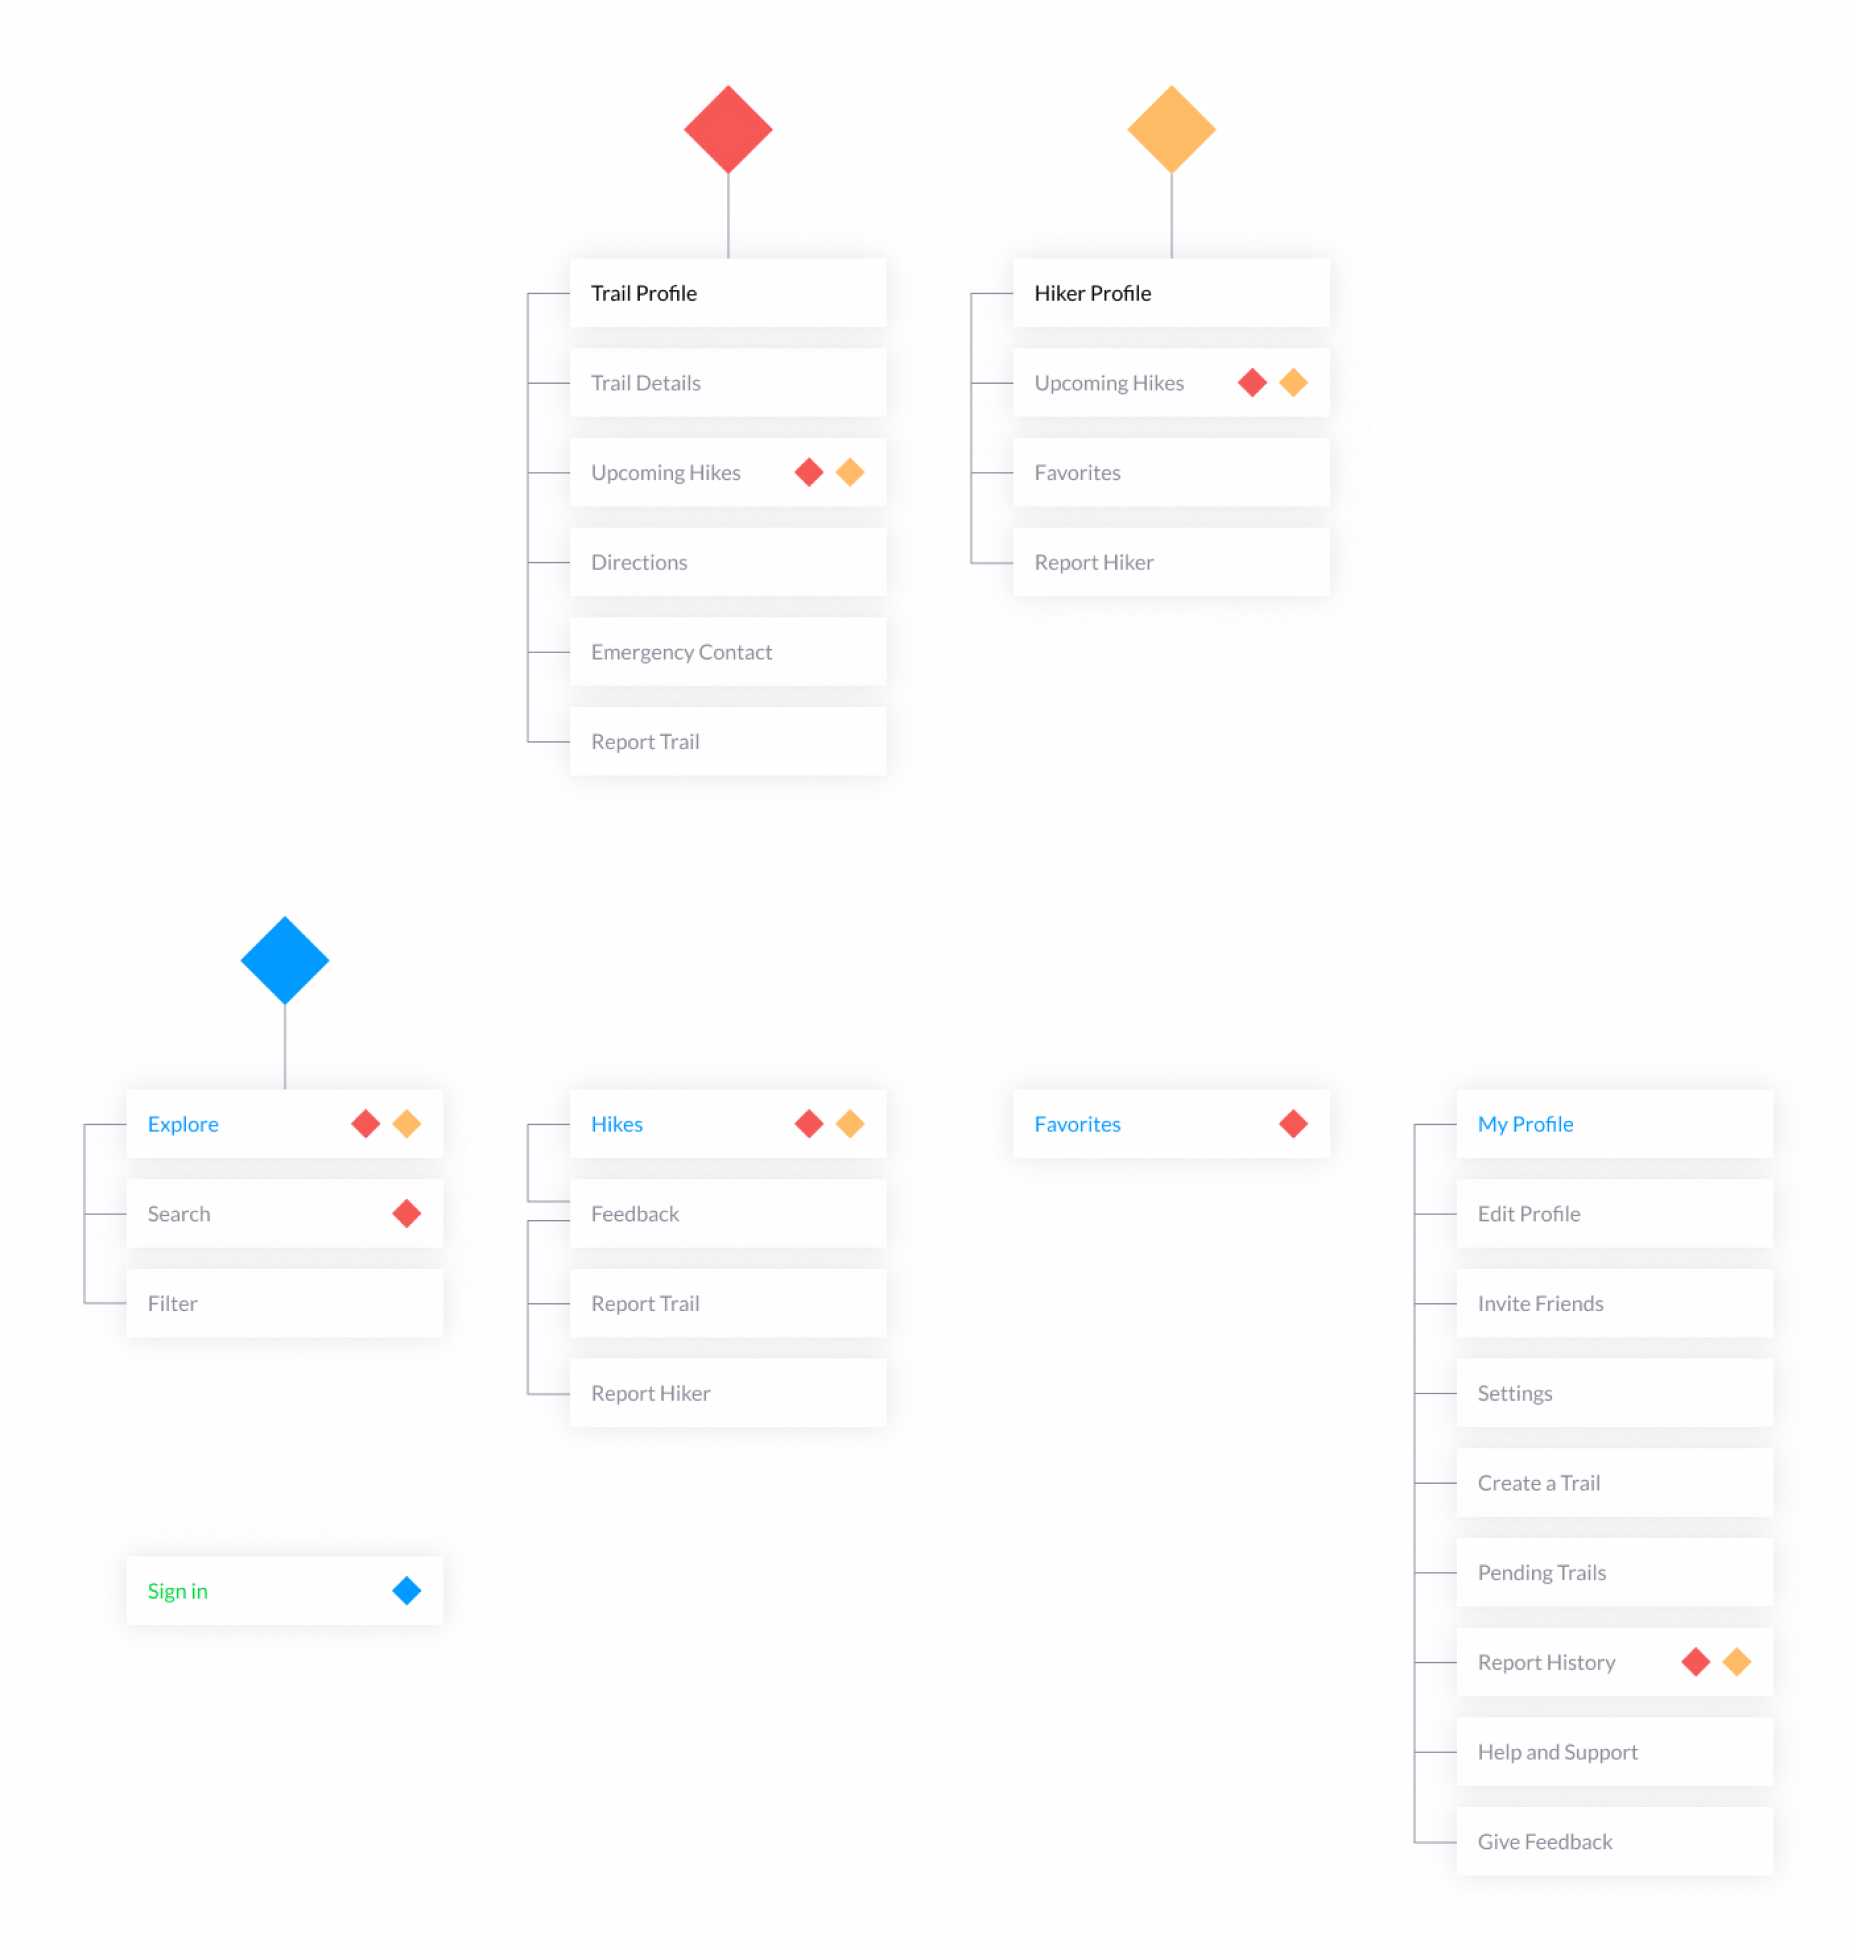 Trail Profile
Trail Details
Upcoming Hikes
Directions
Emergency Contact
Report Trail
Hiker Profile
Upcoming Hikes
Favorites
Report Hiker
Explore
Search
Filter
Hikes
Feedback
Report Trail
Report Hiker
Favorites
My Profile
Edit Profile
Invite Friends
Settings
Create a Trail
Pending Trails
Report History
Help and Support
Give Feedback
Sign in